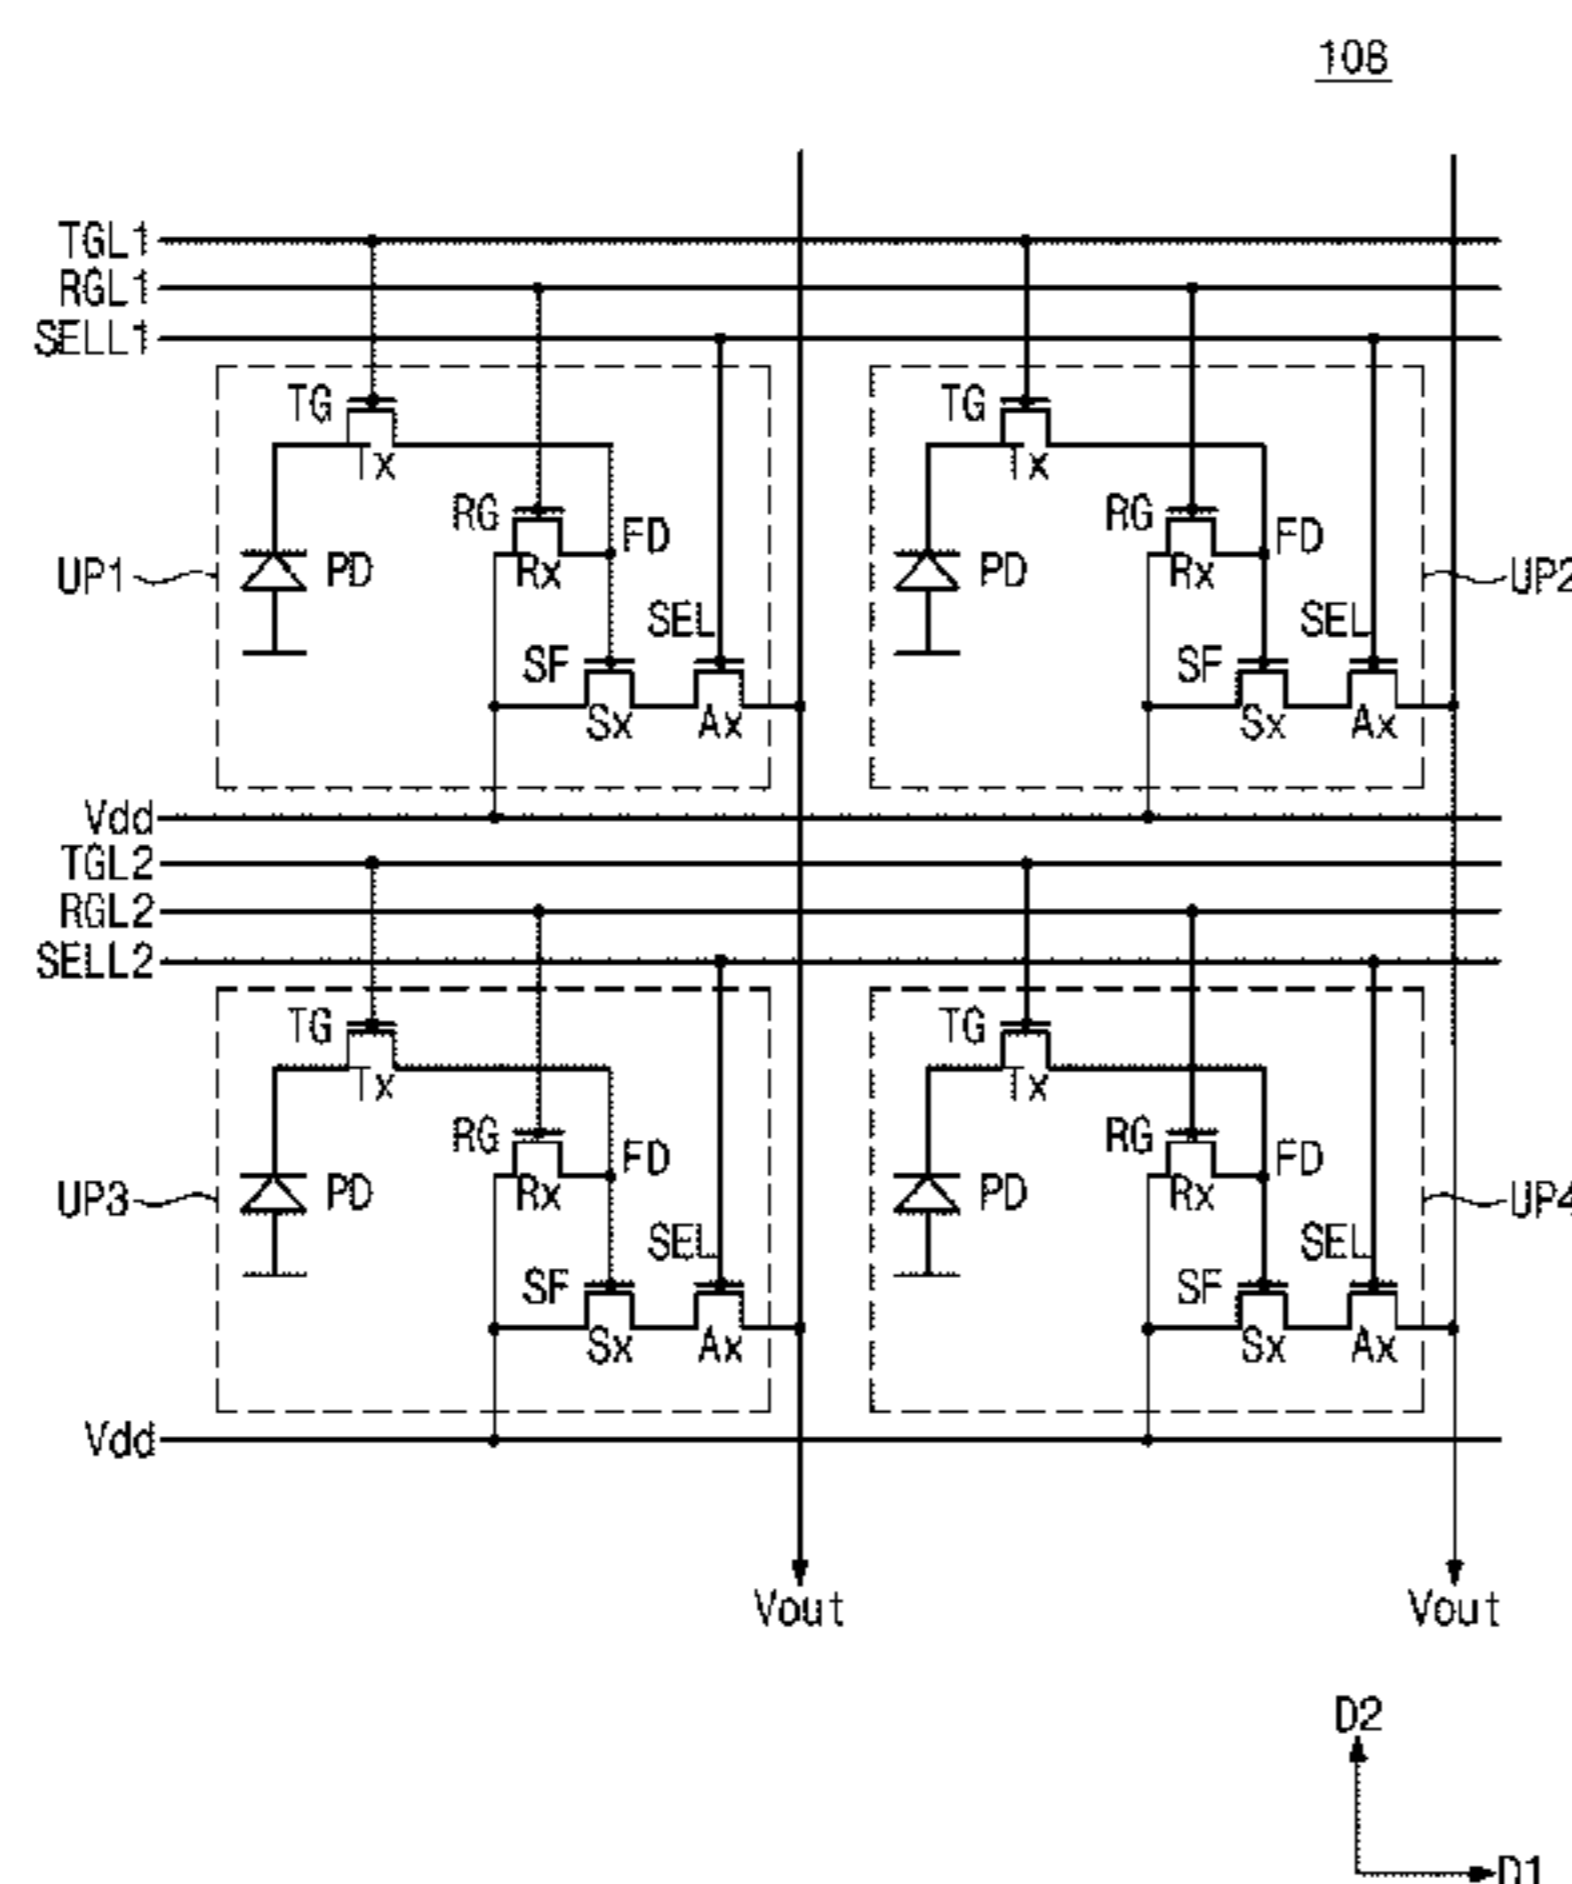 108
TGL1
RGL1
SELL1
TG TG
Tx Tx
RG FD RG FD
UP1 PD Rx PD Rx UP2
SEL SEL
SF SF
Sx Ax Sx Ax
Vdd
TGL2
RGL2
SELL2
TG TG
Tx Tx
RG FD RG FD
UP3 PD Rx PD Rx UP4
SEL SEL
SF SF
Sx Ax Sx Ax
Vdd
Vout Vout
D2
D1